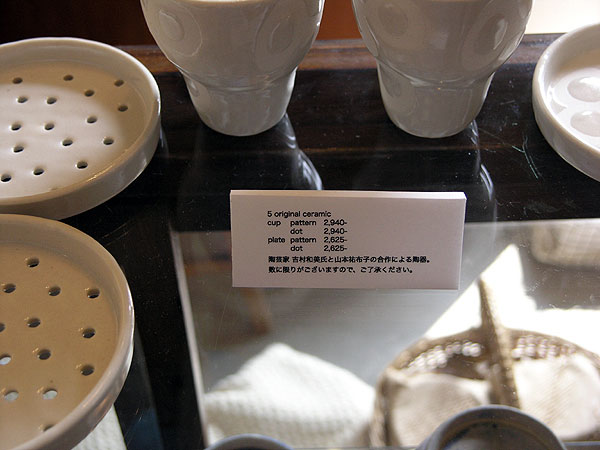 5 original ceramic
cup pattern 2,940-
dot 2,940-
plate pattern 2,625-
dot 2,625-
陶芸家 吉村和美氏と山本祐布子の合作による陶器。
数に限りがございますので、ご了承ください。